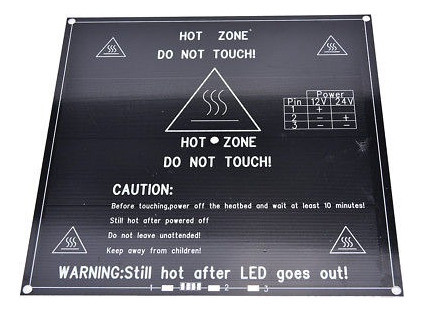 HOT ZONE
DO NOT TOUCH!
Power
Pin 12V 24V
1 +
2 - +
3 - -
HOT ZONE
DO NOT TOUCH!
CAUTION:
Before touching,power off the heatbed and wait at least 10 minutes!
Still hot after powered off
Do not leave unattended!
Keep away from children!
WARNING:Still hot after LED goes out!
1 2 3